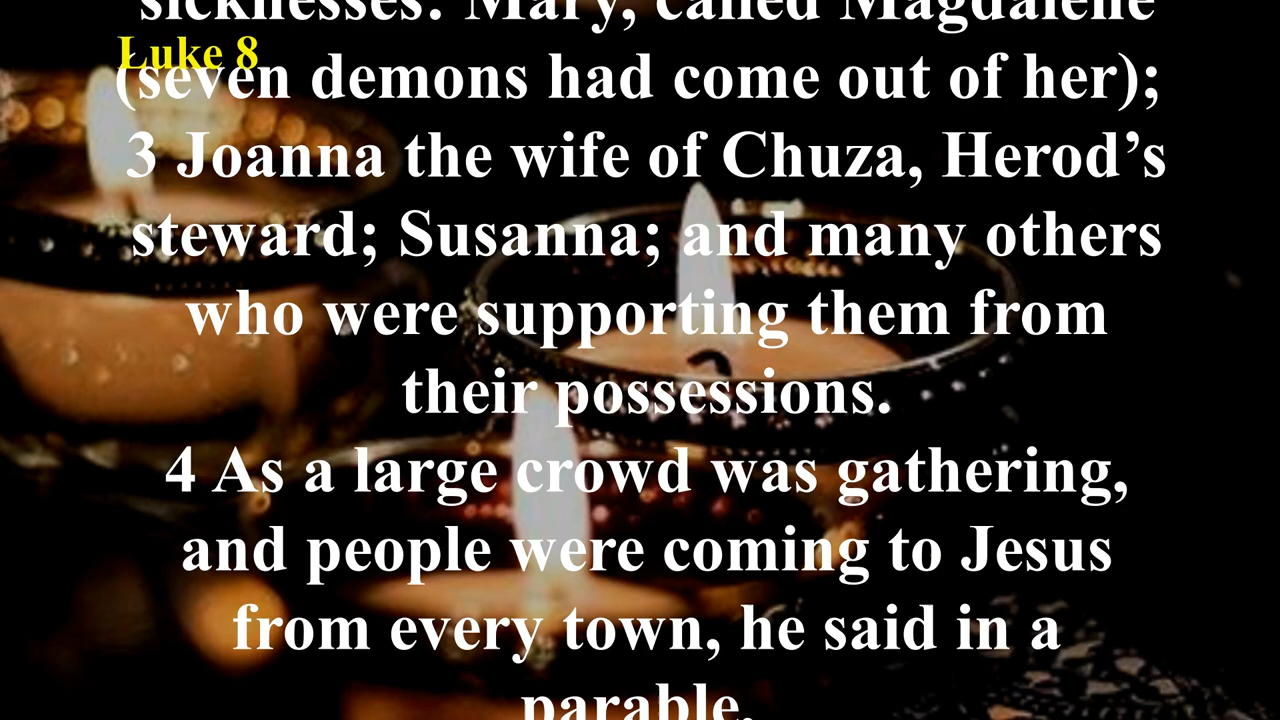 sicknesses: Mary, called Magdalene
Luke 8
(seven demons had come out of her);
3 Joanna the wife of Chuza, Herod’s
steward; Susanna; and many others
who were supporting them from
their possessions.
4 As a large crowd was gathering,
and people were coming to Jesus
from every town, he said in a
parable.